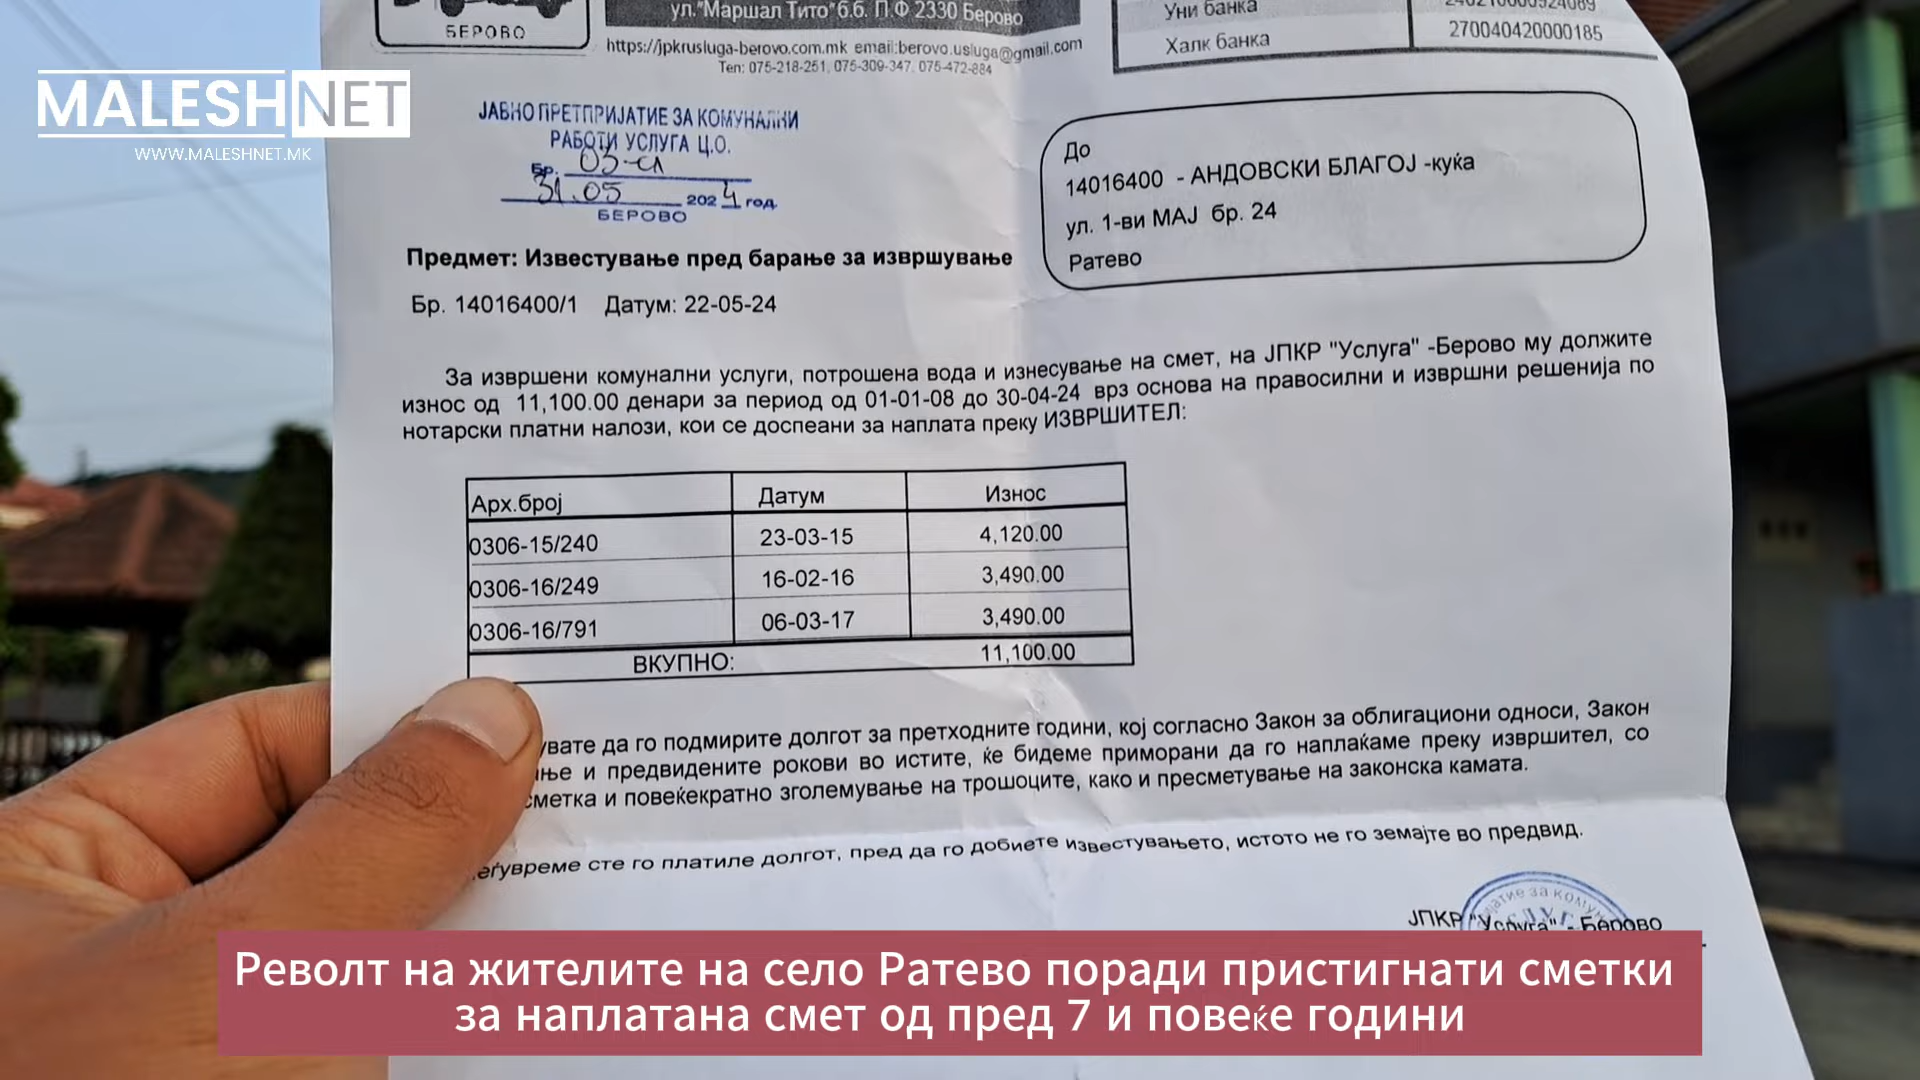 MALESHNET
WWW.MALESHNET.MK
БЕРОВО
ул."Маршал Тито"б.б. П.Ф 2330 Берово
https://jpkrusluga-berovo.com.mk email:berovo.usluga@gmail.com
Тел: 075-218-251, 075-309-347, 075-472-884
Уни банка
Халк банка 270040420000185
ЈАВНО ПРЕТПРИЈАТИЕ ЗА КОМУНАЛНИ
РАБОТИ УСЛУГА Ц.О.
Бр.
31.05 2024 год.
БЕРОВО
До
14016400 - АНДОВСКИ БЛАГОЈ -куќа
ул. 1-ви МАЈ бр. 24
Ратево
Предмет: Известување пред барање за извршување
Бр. 14016400/1 Датум: 22-05-24
За извршени комунални услуги, потрошена вода и изнесување на смет, на ЈПКР "Услуга" -Берово му должите
износ од 11,100.00 денари за период од 01-01-08 до 30-04-24 врз основа на правосилни и извршни решенија по
нотарски платни налози, кои се доспеани за наплата преку ИЗВРШИТЕЛ:
Арх.број Датум Износ
0306-15/240 23-03-15 4,120.00
0306-16/249 16-02-16 3,490.00
0306-16/791 06-03-17 3,490.00
ВКУПНО: 11,100.00
увате да го подмирите долгот за претходните години, кој согласно Закон за облигациони односи, Закон
ње и предвидените рокови во истите, ќе бидеме приморани да го наплаќаме преку извршител, со
сметка и повеќекратно зголемување на трошоците, како и пресметување на законска камата.
еѓувреме сте го платиле долгот, пред да го добиете известувањето, истото не го земајте во предвид.
ЈПКР "Услуга" - Берово
Револт на жителите на село Ратево поради пристигнати сметки
за наплатана смет од пред 7 и повеќе години